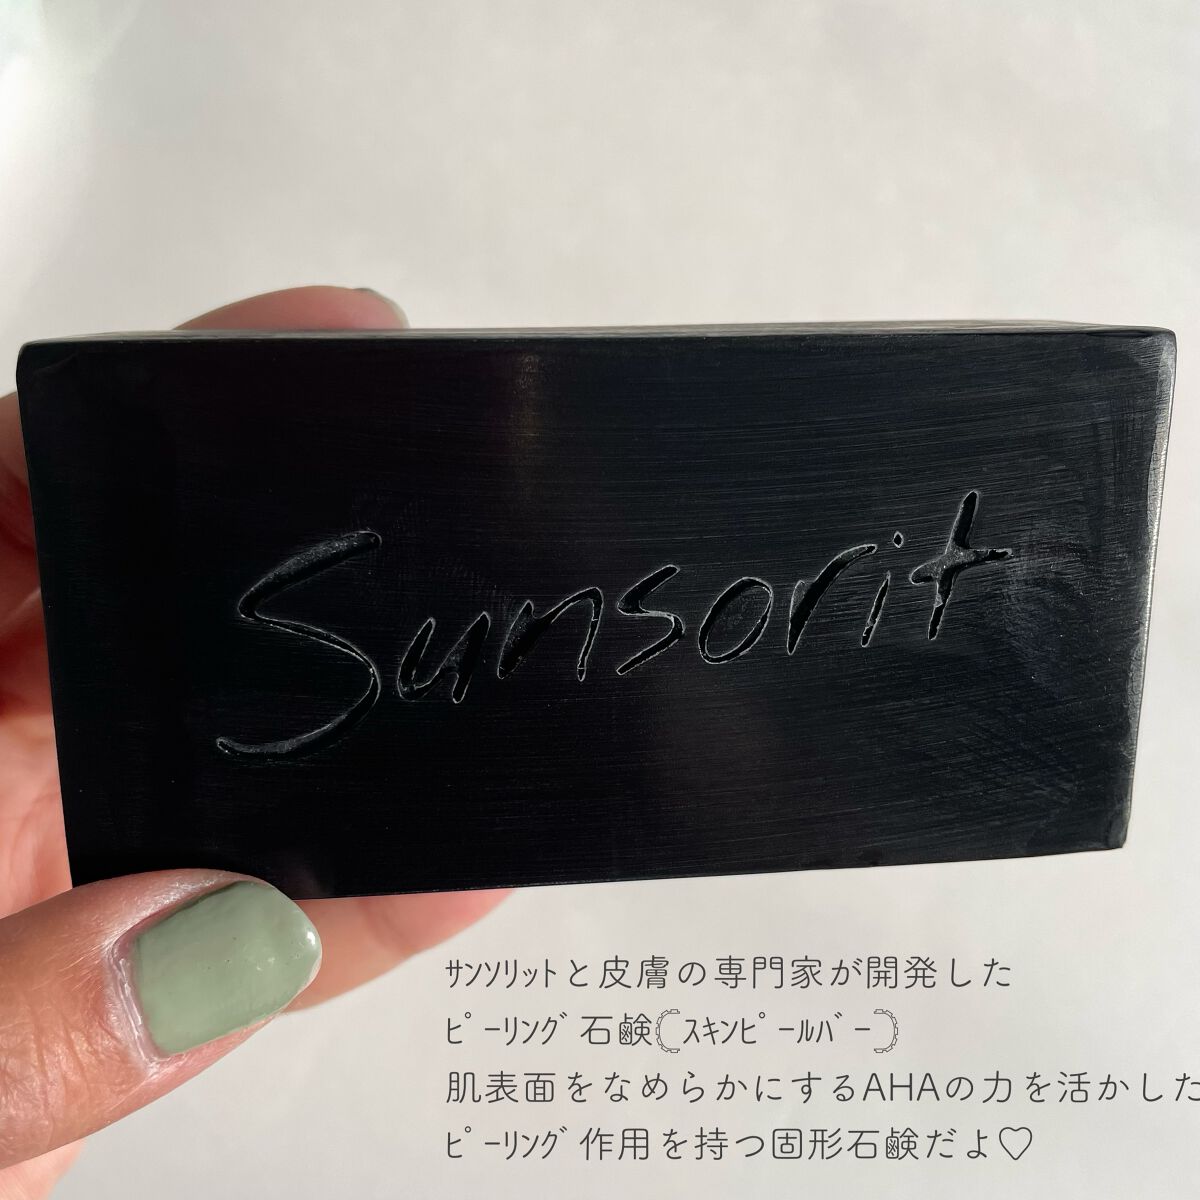 Sunsorit
ｻﾝｿﾘｯﾄと皮膚の専門家が開発した
ﾋﾟｰﾘﾝｸﾞ石鹸(ｽｷﾝﾋﾟｰﾙﾊﾞｰ)
肌表面をなめらかにするAHAの力を活かした
ﾋﾟｰﾘﾝｸﾞ作用を持つ固形石鹸だよ♡